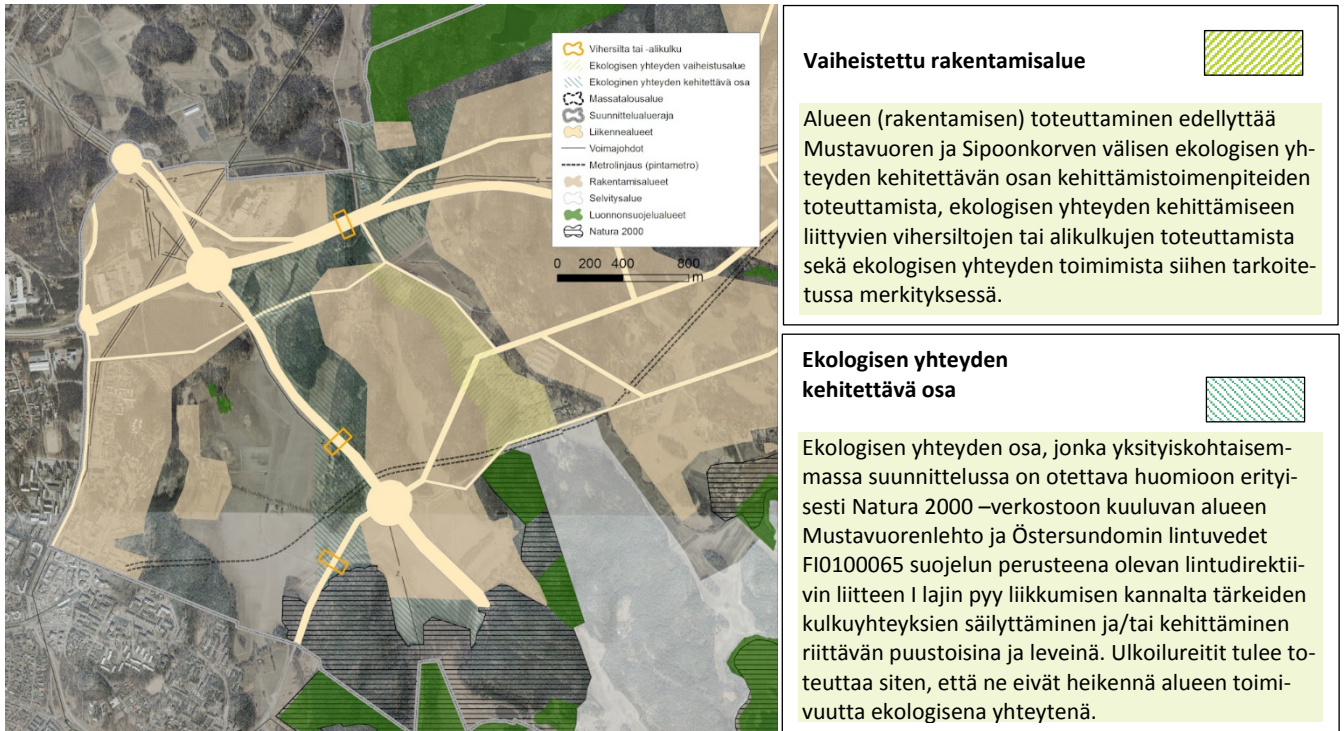 Vihersilta tai -alikulku
Ekologisen yhteyden vaiheistusalue
Ekologinen yhteyden kehitettävä osa
Massatalousalue
Suunnittelualueraja
Liikennealueet
Voimajohdot
Metrolinjaus (pintametro)
Rakentamisalueet
Selvitysalue
Luonnonsuojelualueet
Natura 2000
0 200 400 800
m
Vaiheistettu rakentamisalue
Alueen (rakentamisen) toteuttaminen edellyttää
Mustavuoren ja Sipoonkorven välisen ekologisen yh-
teyden kehitettävän osan kehittämistoimenpiteiden
toteuttamista, ekologisen yhteyden kehittämiseen
liittyvien vihersiltojen tai alikulkujen toteuttamista
sekä ekologisen yhteyden toimimista siihen tarkoite-
tussa merkityksessä.
Ekologisen yhteyden
kehitettävä osa
Ekologisen yhteyden osa, jonka yksityiskohtaisem-
massa suunnittelussa on otettava huomioon erityi-
sesti Natura 2000 –verkostoon kuuluvan alueen
Mustavuorenlehto ja Östersundomin lintuvedet
FI0100065 suojelun perusteena olevan lintudirektii-
vin liitteen I lajin pyy liikkumisen kannalta tärkeiden
kulkuyhteyksien säilyttäminen ja/tai kehittäminen
riittävän puustoisina ja leveinä. Ulkoilureitit tulee to-
teuttaa siten, että ne eivät heikennä alueen toimi-
vuutta ekologisena yhteytenä.